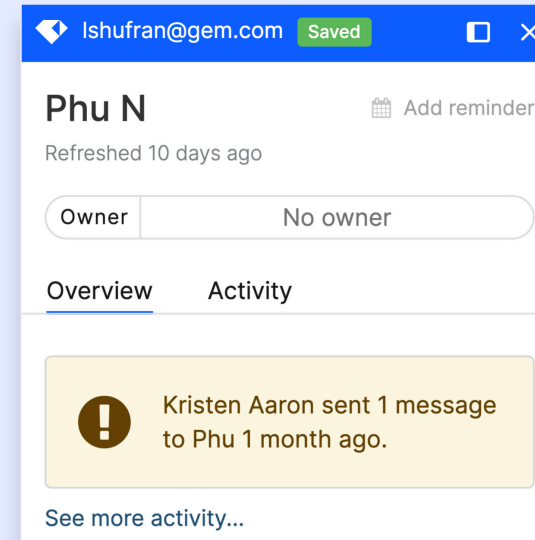 lshufran@gem.com Saved
Phu N
Add reminder
Refreshed 10 days ago
Owner No owner
Overview Activity
Kristen Aaron sent 1 message
to Phu 1 month ago.
See more activity...